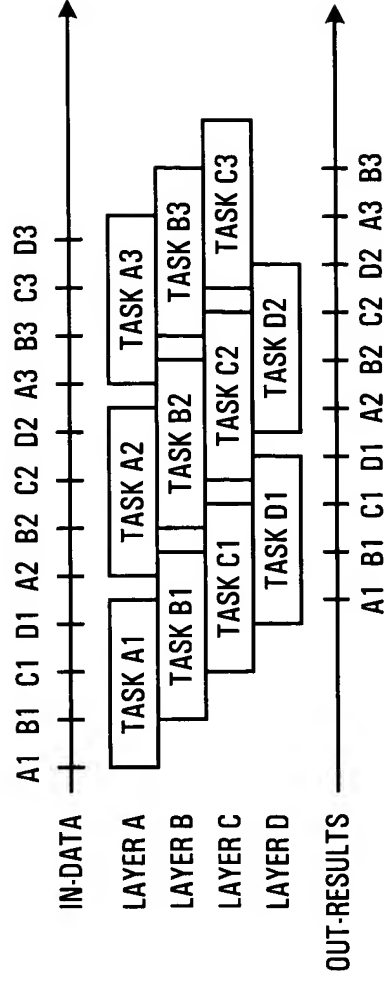 A1 B1 C1 D1 A2 B2 C2 D2 A3 B3 C3 D3
IN-DATA
LAYER A TASK A1 TASK A2 TASK A3
LAYER B TASK B1 TASK B2 TASK B3
LAYER C TASK C1 TASK C2 TASK C3
LAYER D TASK D1 TASK D2
OUT-RESULTS
A1 B1 C1 D1 A2 B2 C2 D2 A3 B3